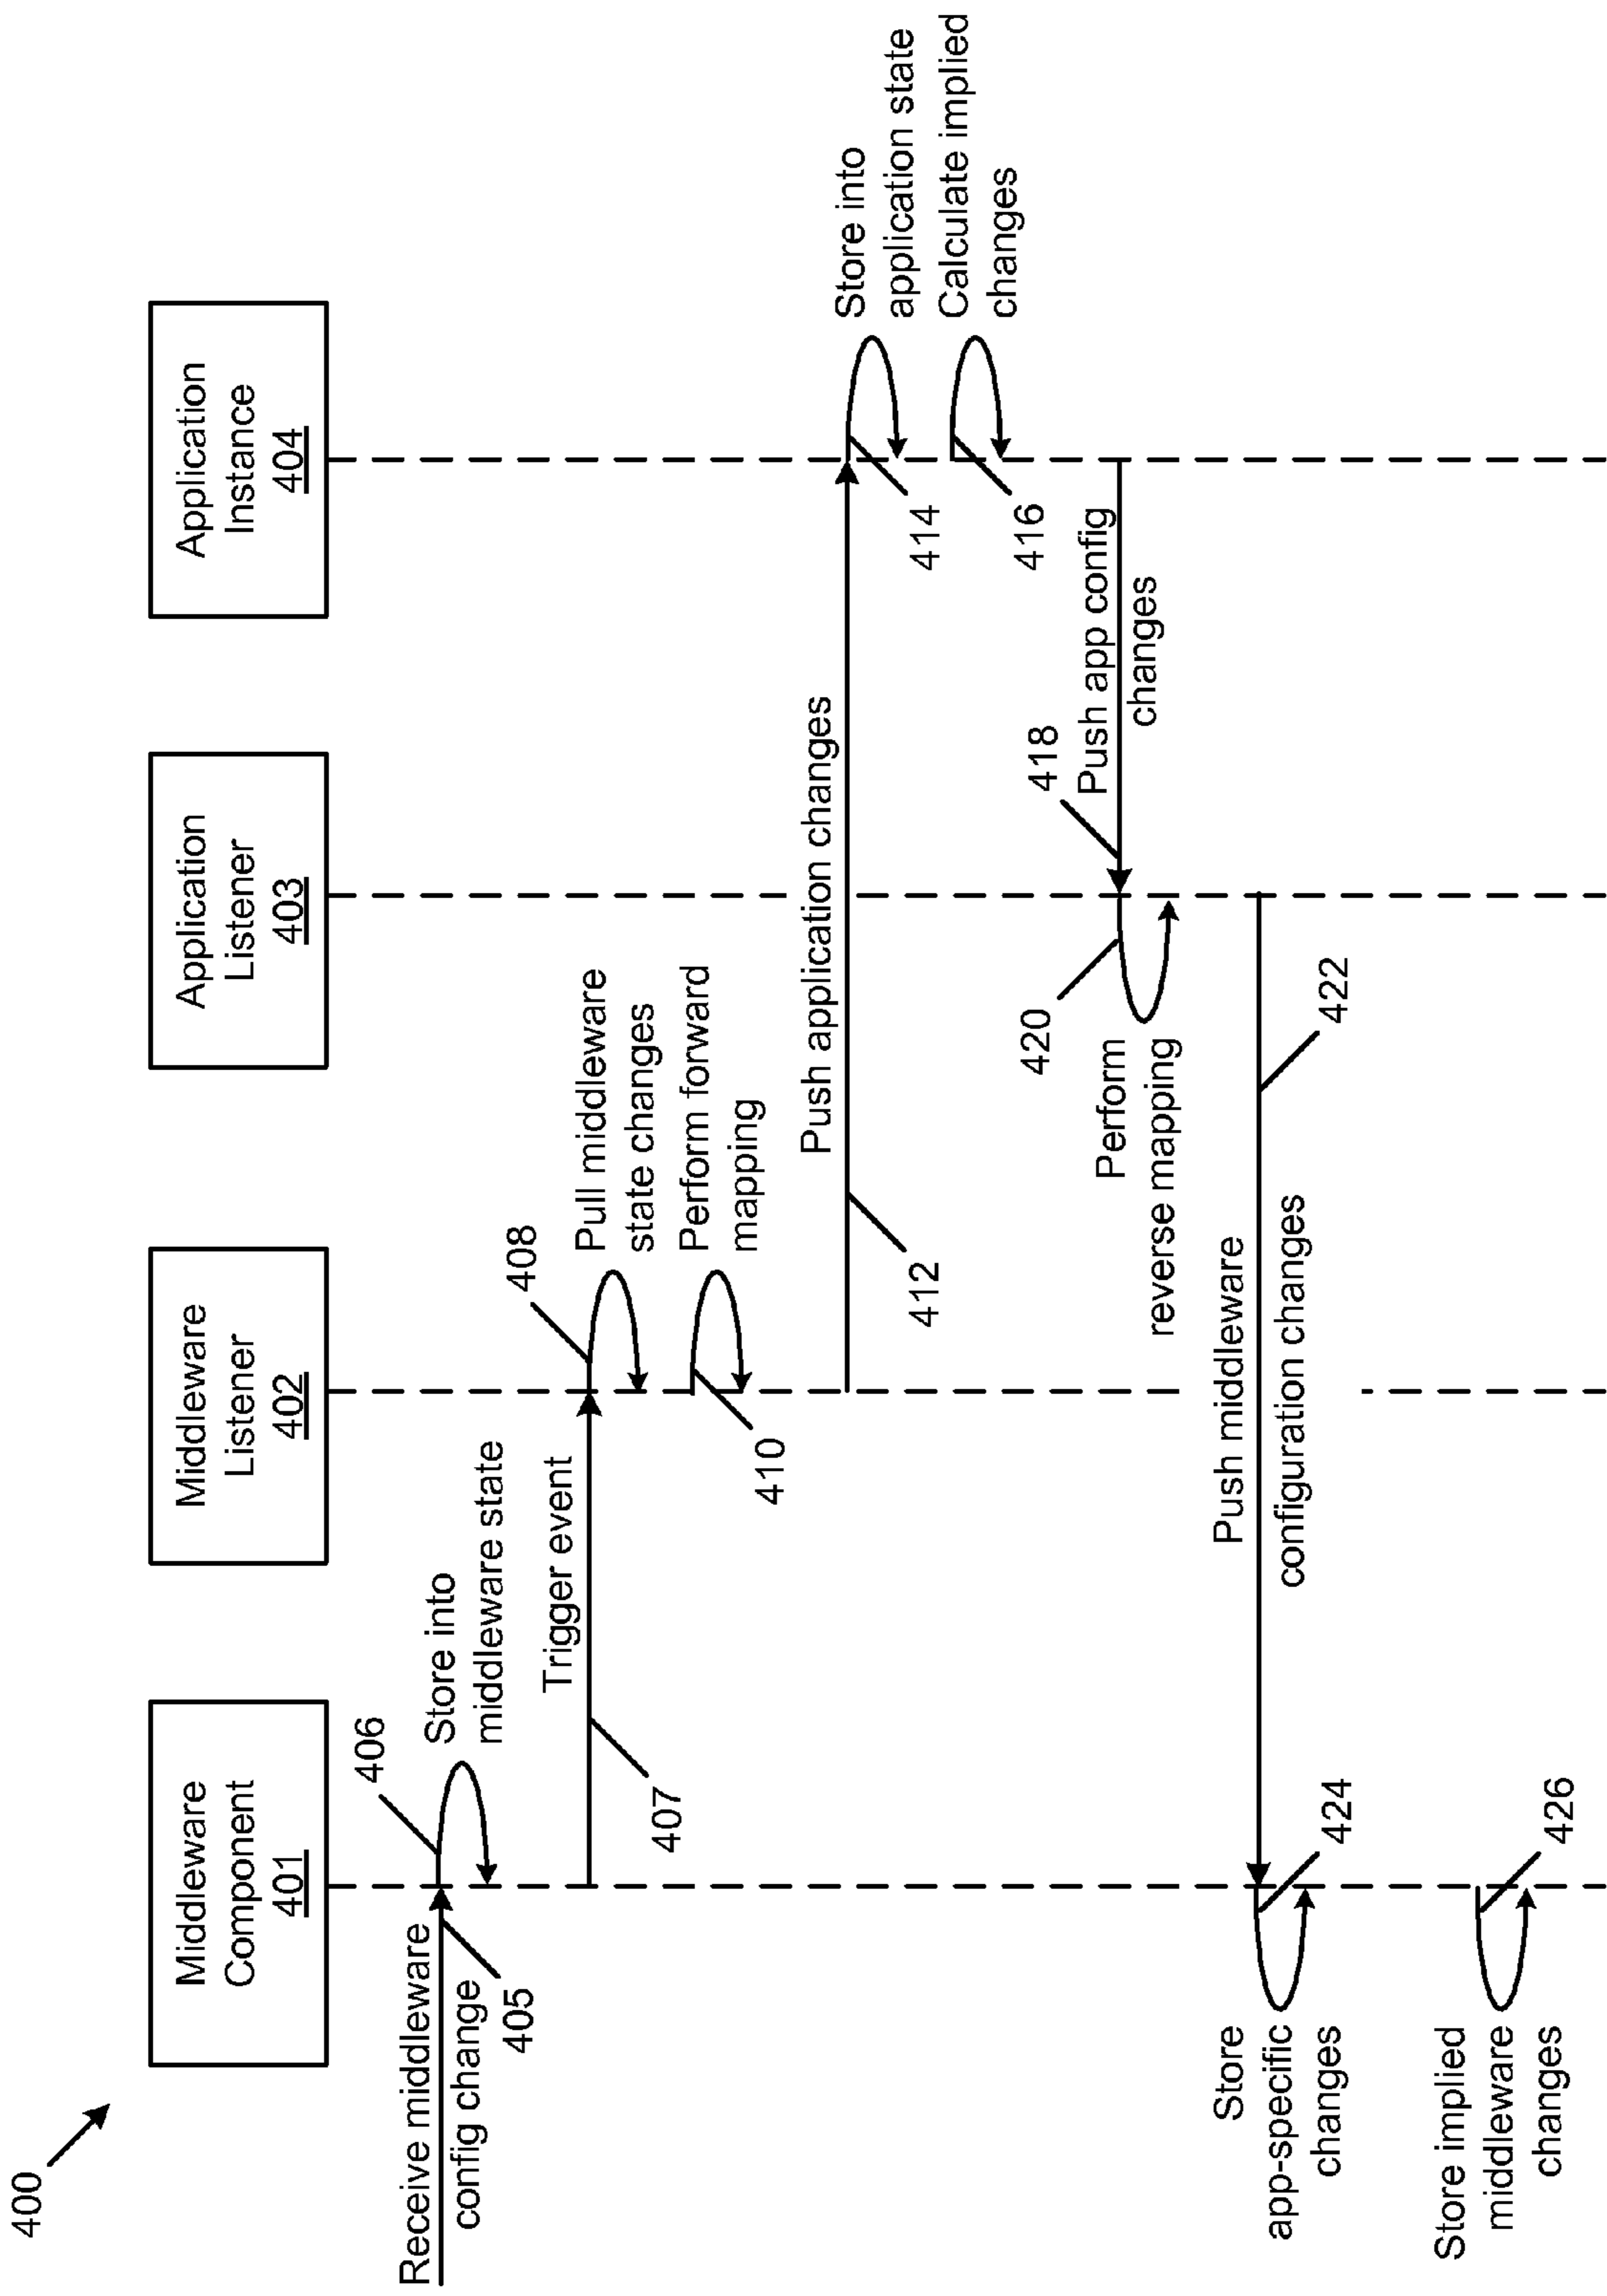 400
Middleware
Component
401
Middleware
Listener
402
Application
Listener
403
Application
Instance
404
Receive middleware
config change
405
406
Store into
middleware state
Trigger event
407
408
Pull middleware
state changes
Perform forward
mapping
410
Push application changes
412
Store into
application state
414
Calculate implied
changes
416
418
Push app config
changes
420
Perform
reverse mapping
Push middleware
configuration changes
422
Store
app-specific
changes
424
Store implied
middleware
changes
426